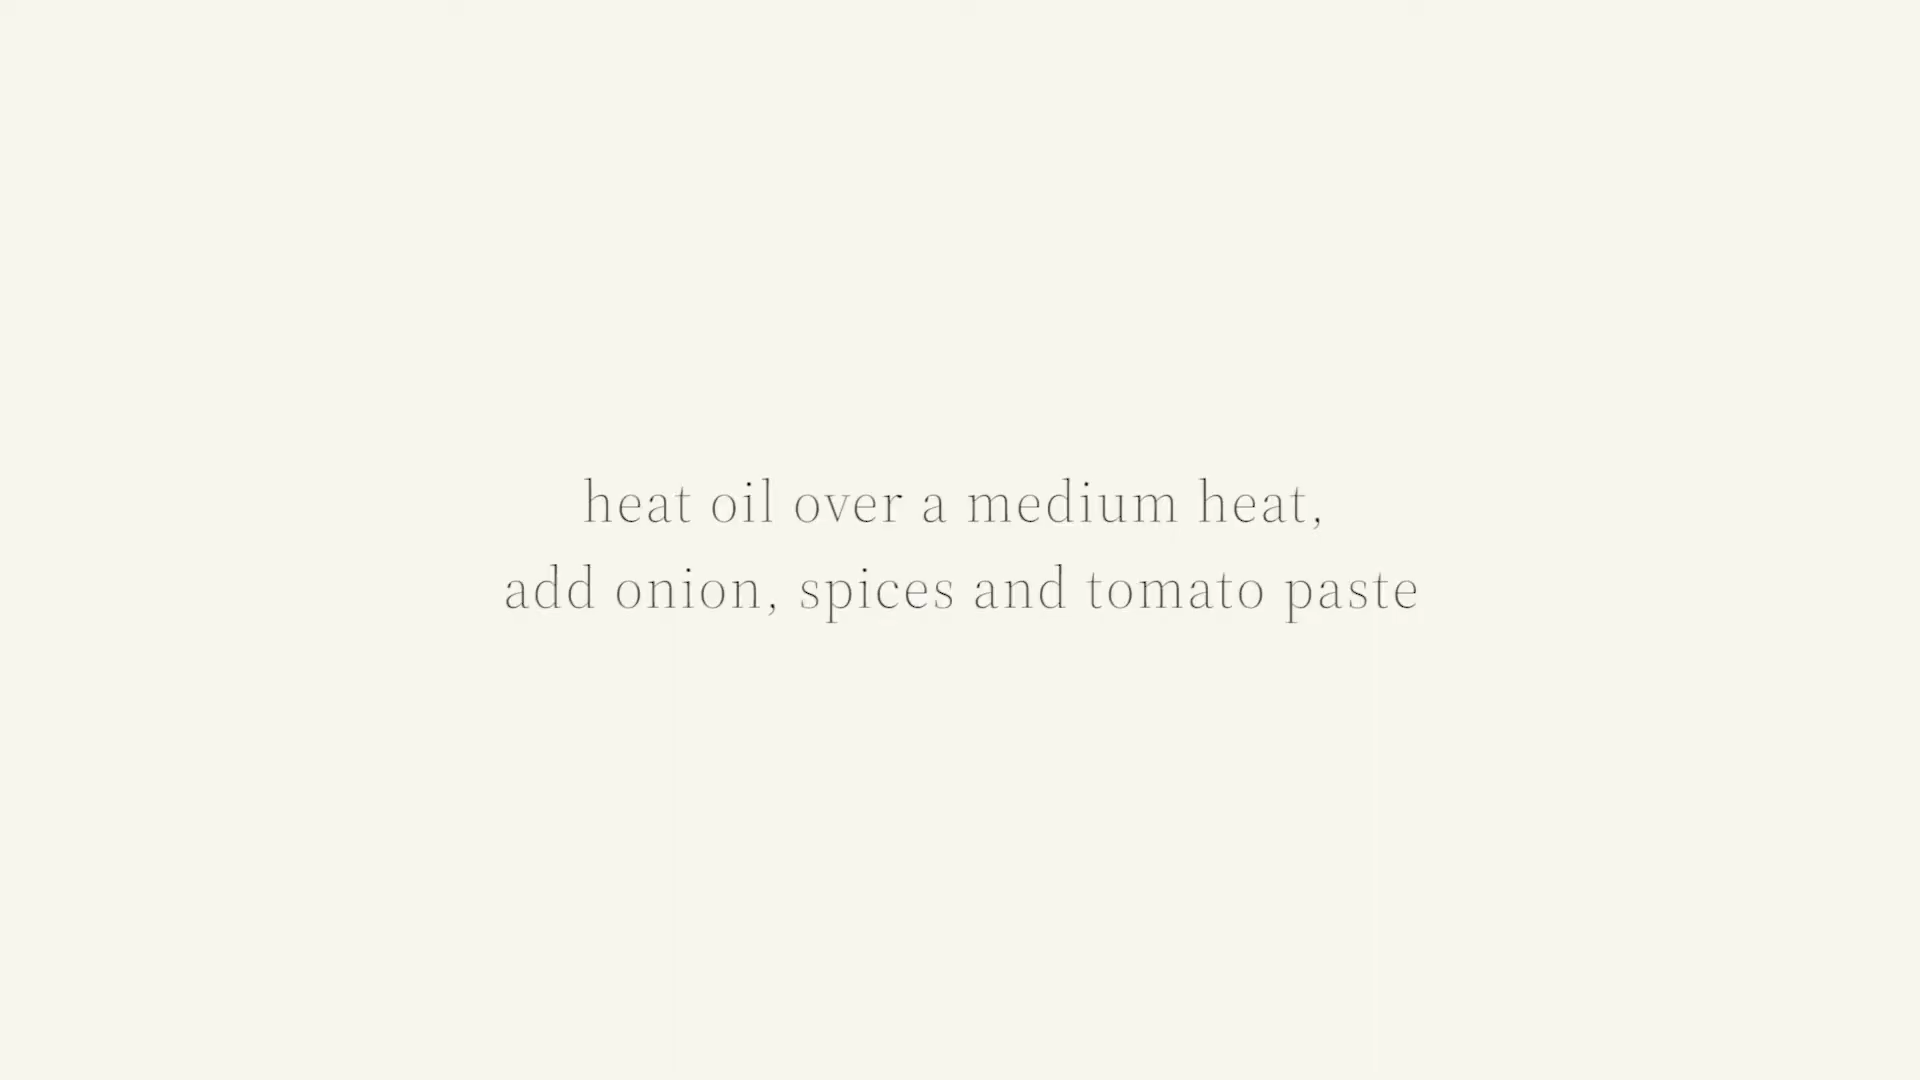 heat oil over a medium heat,
add onion, spices and tomato paste